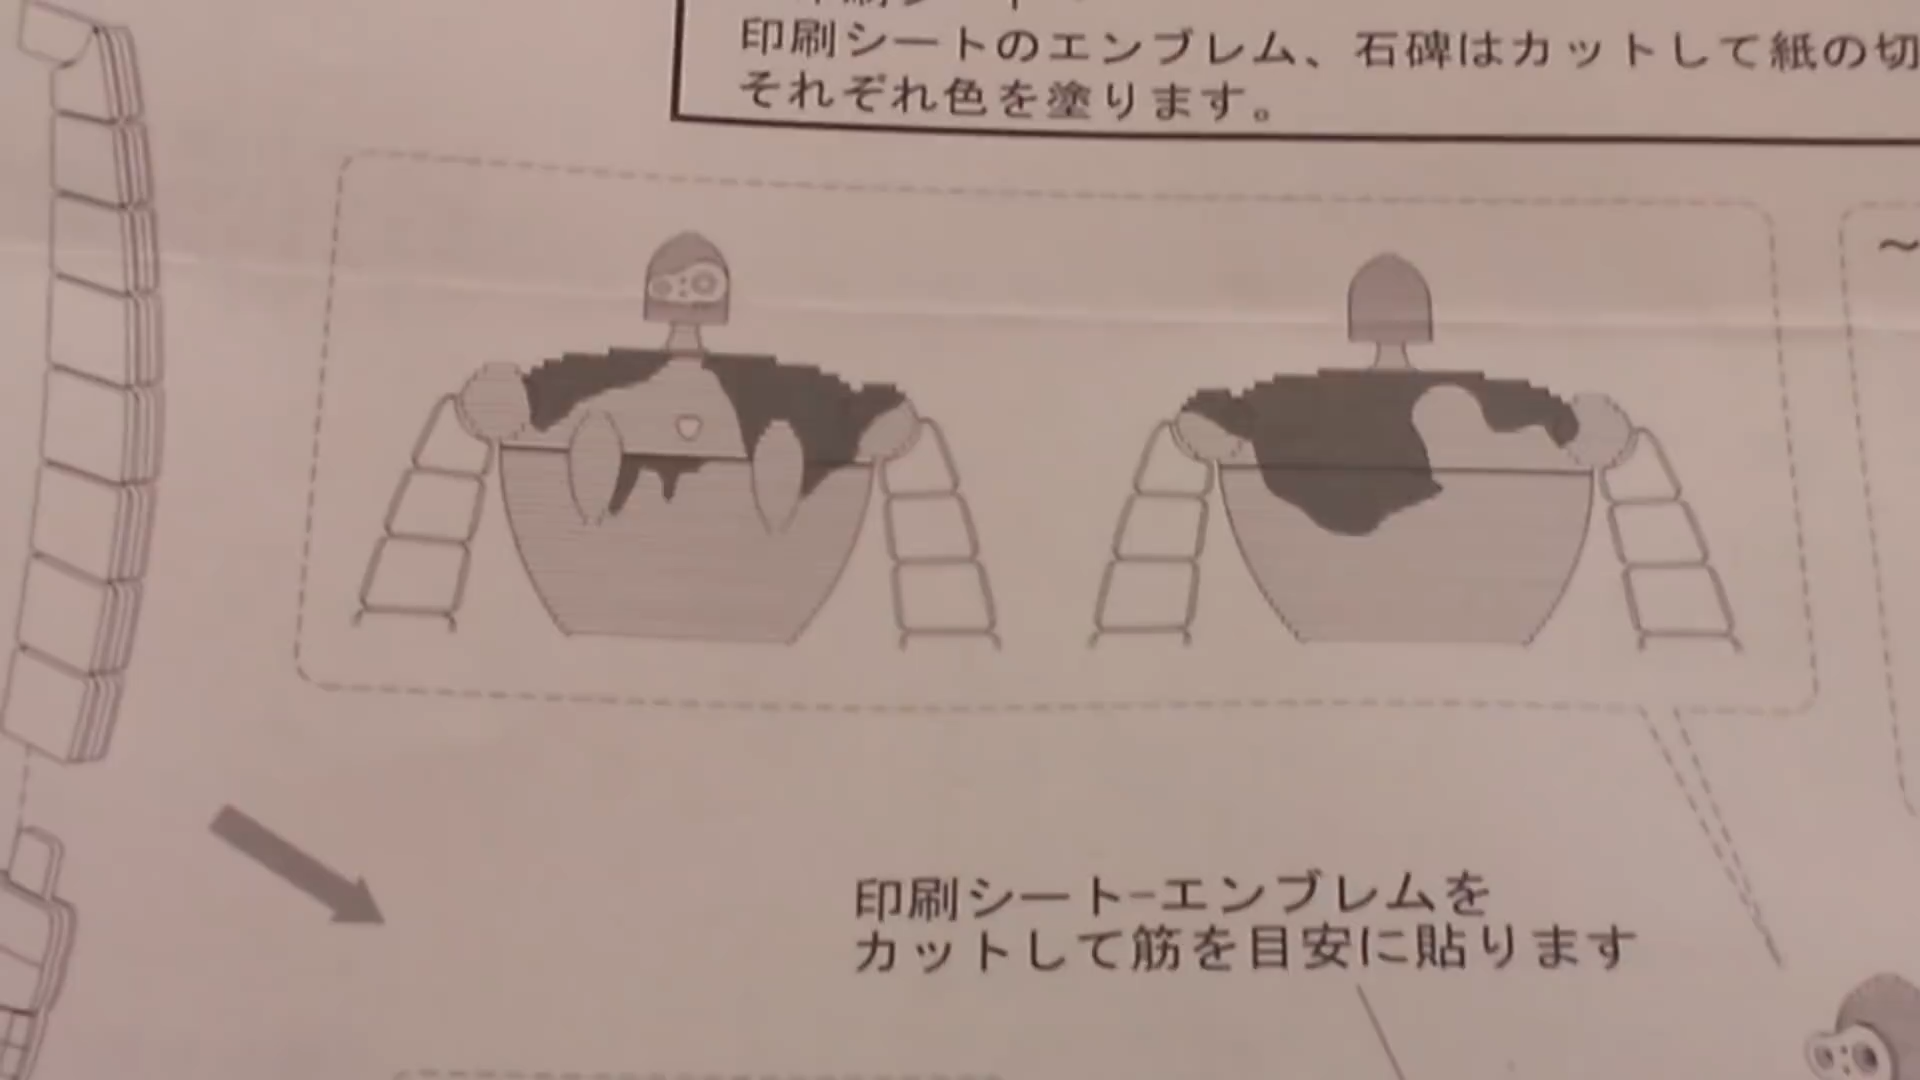 印刷シートのエンブレム、石碑はカットして紙の切
それぞれ色を塗ります。
～
印刷シート-エンブレムを
カットして筋を目安に貼ります